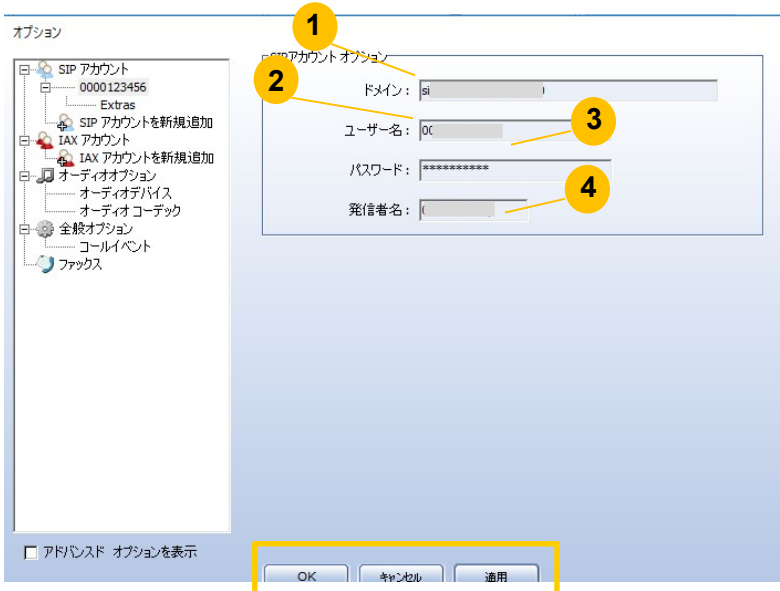 オプション
1
SIPアカウント オプション
SIP アカウント
0000123456
Extras
SIP アカウントを新規追加
IAX アカウント
IAX アカウントを新規追加
オーディオオプション
オーディオデバイス
オーディオ コーデック
全般オプション
コールイベント
ファックス
2
ドメイン： si
ユーザー名： 00
3
パスワード： **********
4
発信者名：
アドバンスド オプションを表示
OK キャンセル 適用